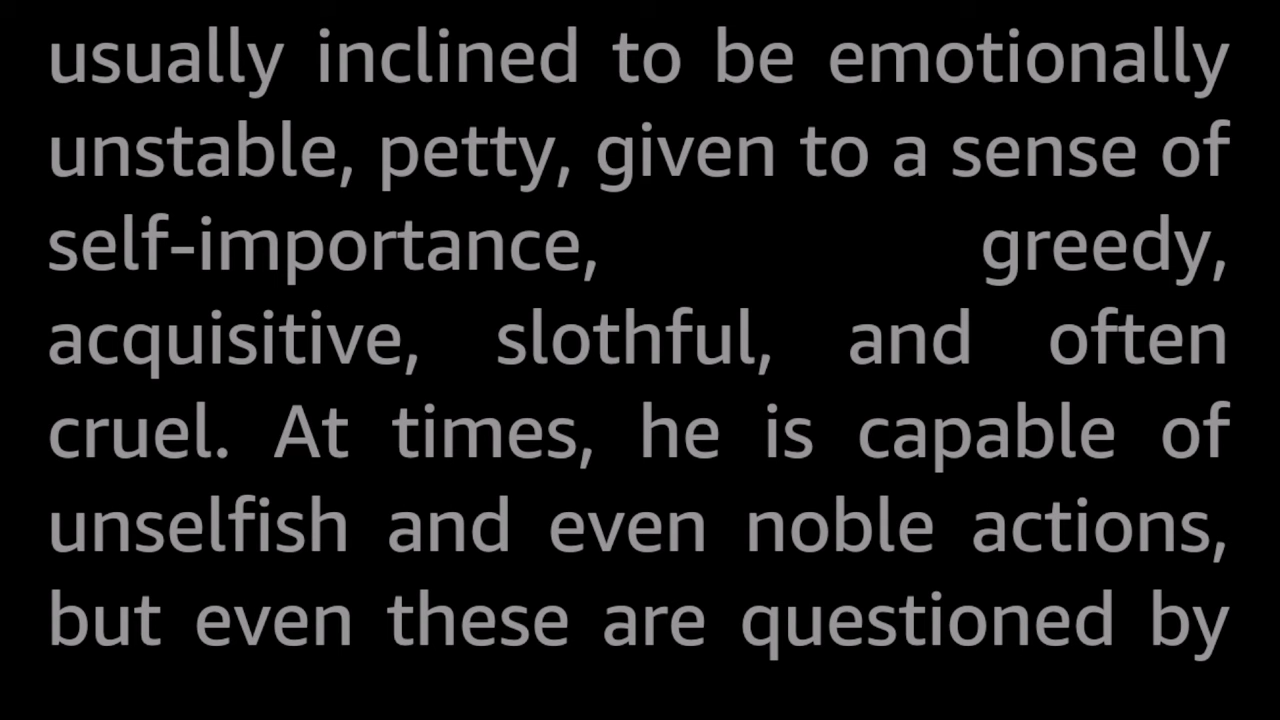 usually inclined to be emotionally
unstable, petty, given to a sense of
self-importance, greedy,
acquisitive, slothful, and often
cruel. At times, he is capable of
unselfish and even noble actions,
but even these are questioned by